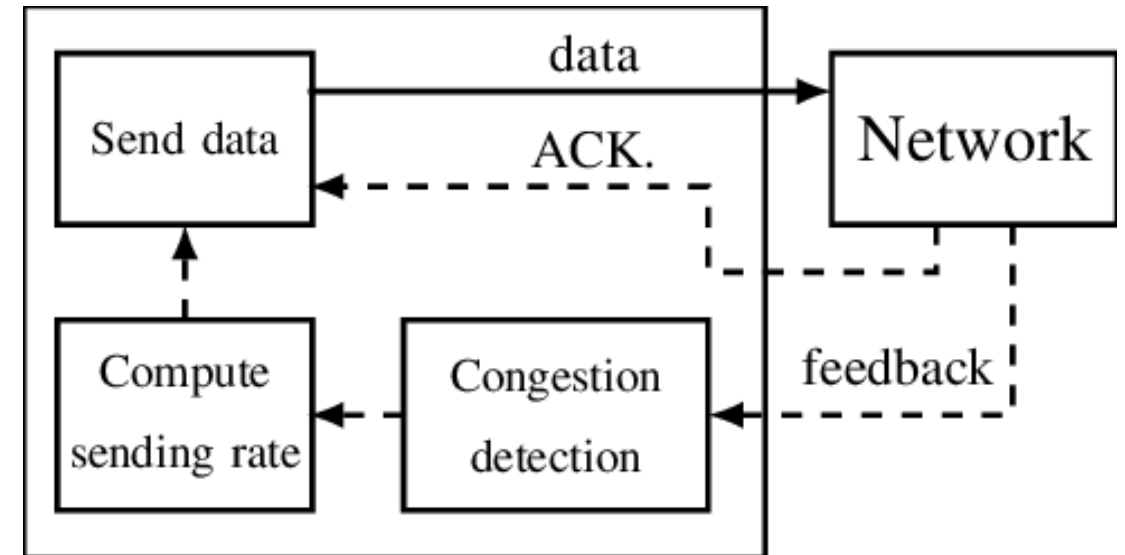 data
Send data
Network
ACK.
Compute
sending rate
Congestion
detection
feedback